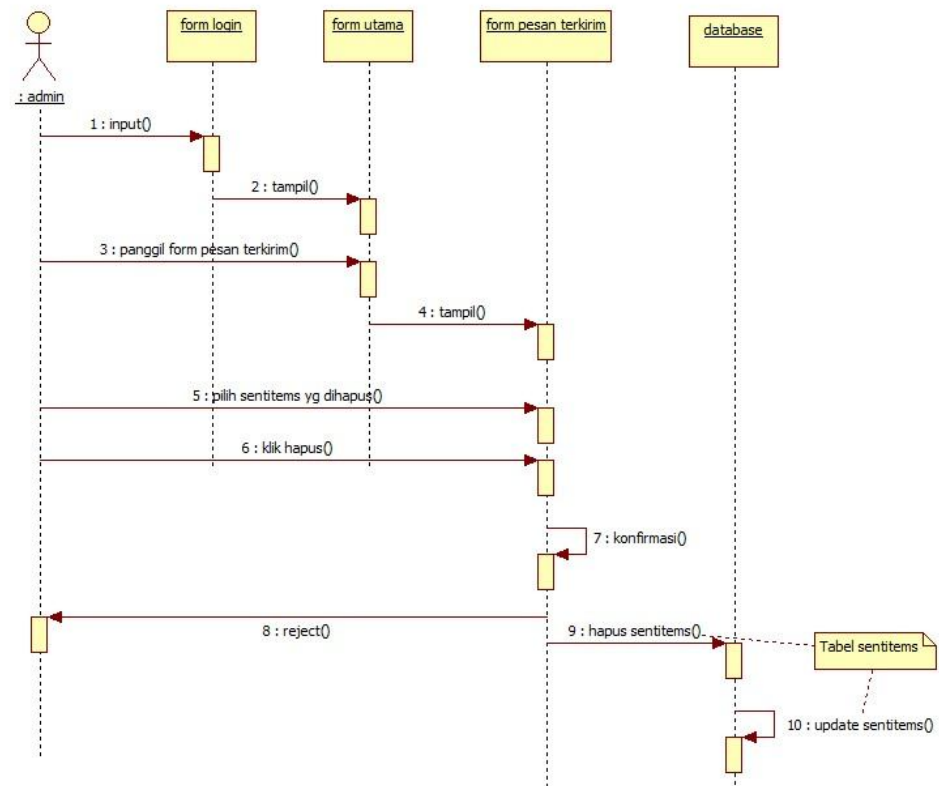 form login
form utama
form pesan terkirim
database
: admin
1 : input()
2 : tampil()
3 : panggil form pesan terkirim()
4 : tampil()
5 : pilih sentitems yg dihapus()
6 : klik hapus()
7 : konfirmasi()
8 : reject()
9 : hapus sentitems()
Tabel sentitems
10 : update sentitems()